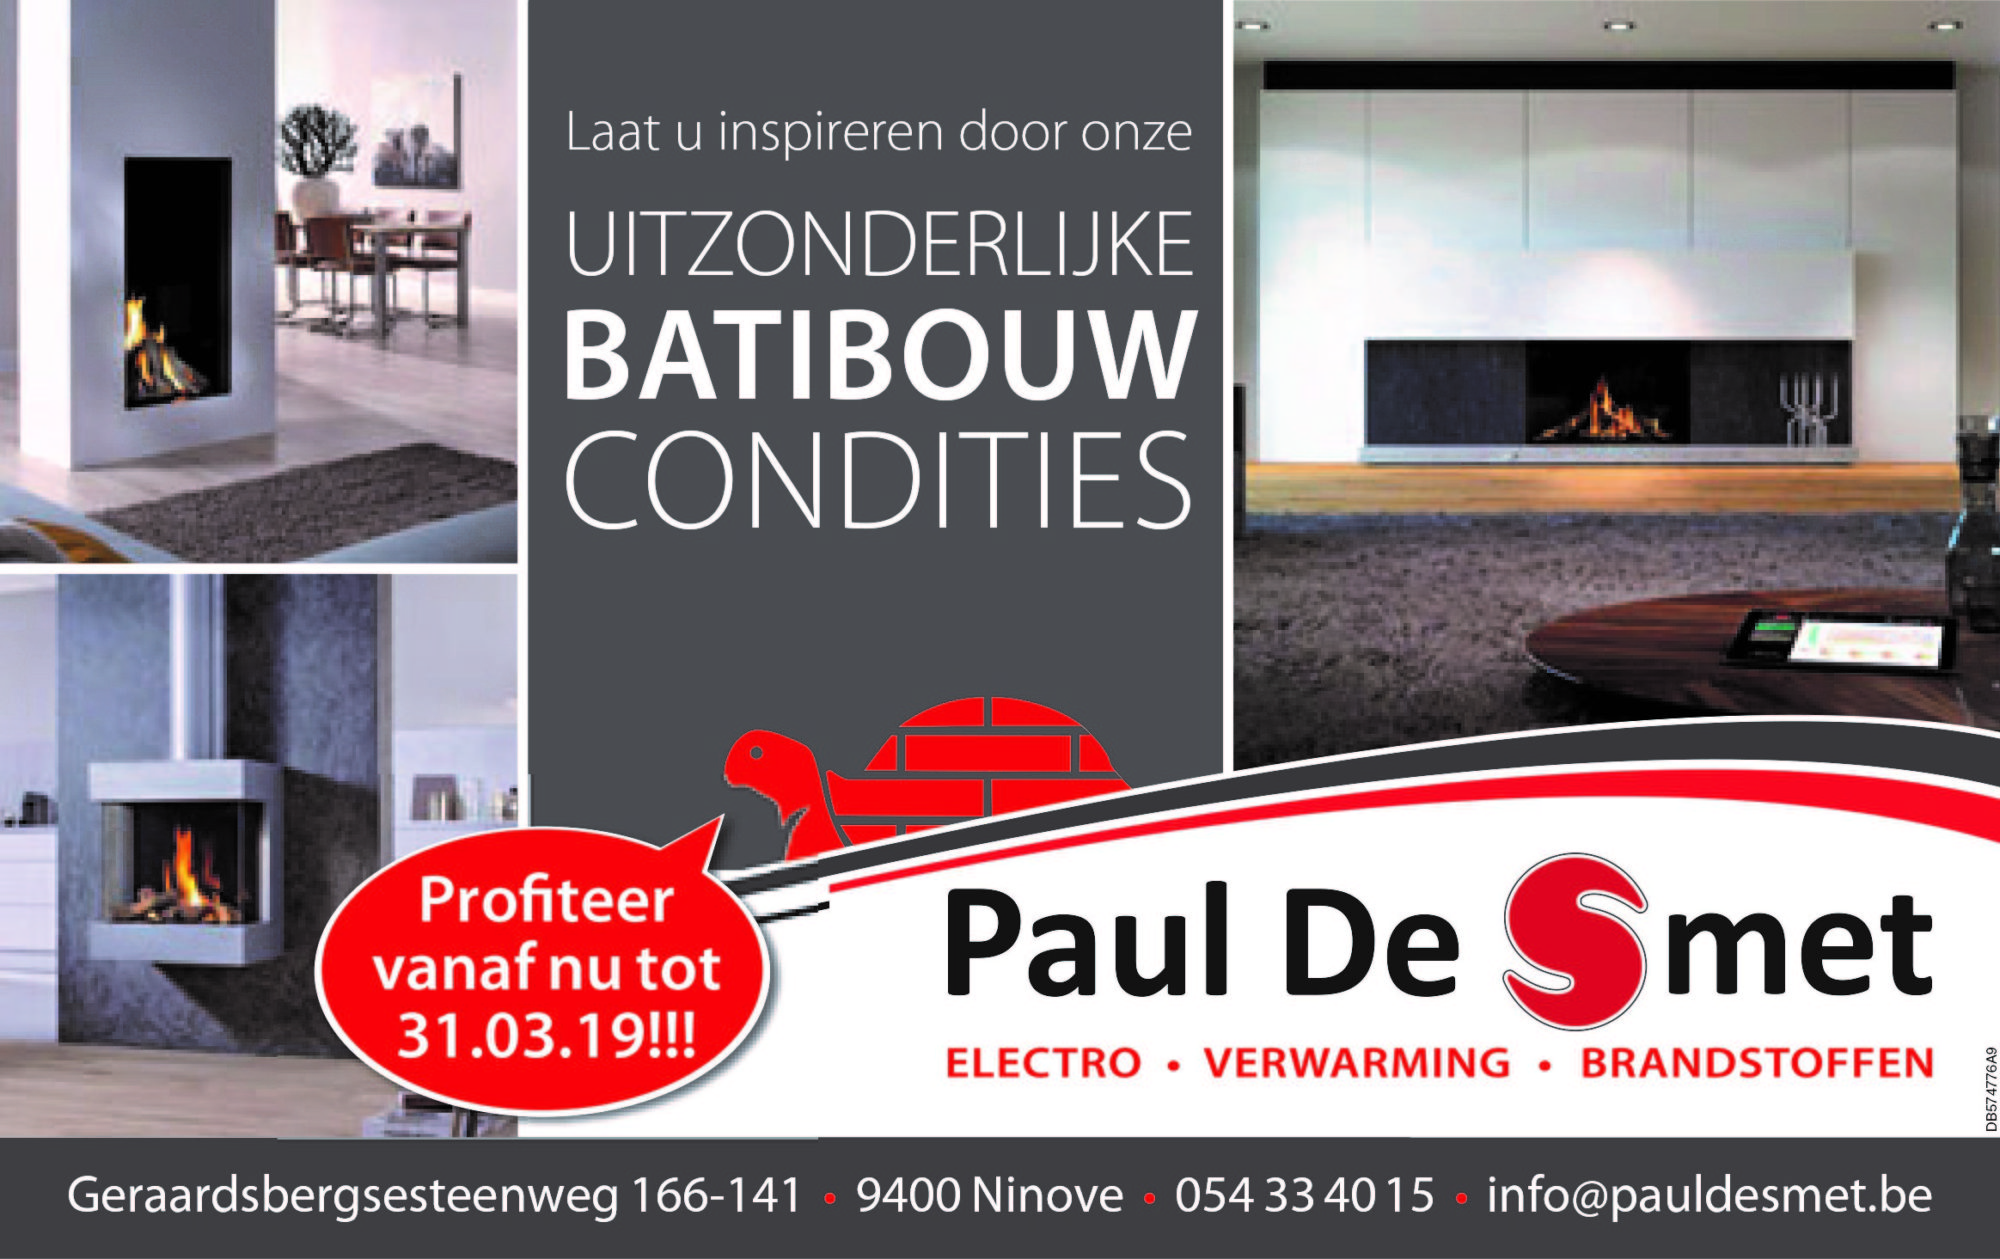 Laat u inspireren door onze
UITZONDERLIJKE
BATIBOUW
CONDITIES
Profiteer
vanaf nu tot
31.03.19!!!
Paul De Smet
ELECTRO • VERWARMING • BRANDSTOFFEN
DB574776A9
Geraardsbergsesteenweg 166-141 • 9400 Ninove • 054 33 40 15 • info@pauldesmet.be